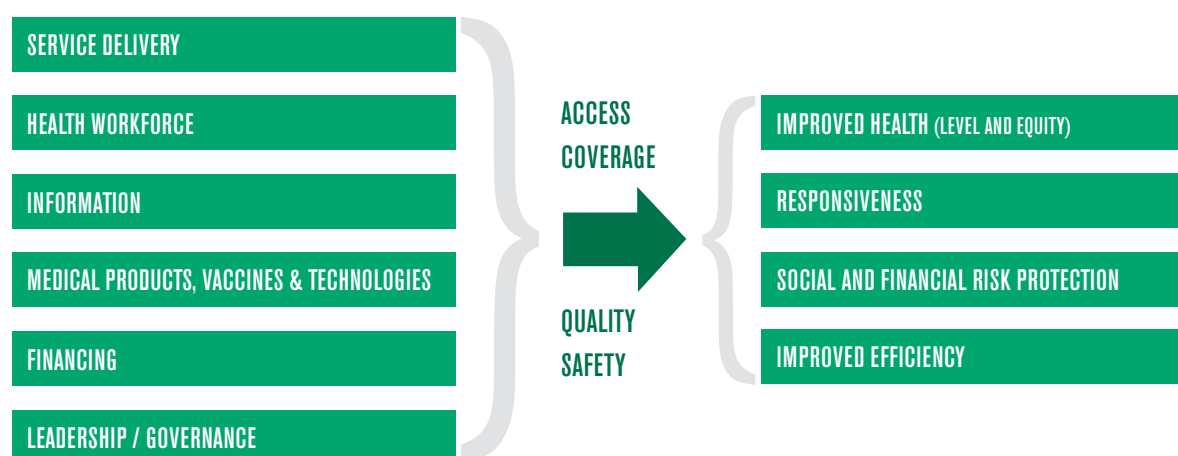 SERVICE DELIVERY
HEALTH WORKFORCE
INFORMATION
MEDICAL PRODUCTS, VACCINES & TECHNOLOGIES
FINANCING
LEADERSHIP / GOVERNANCE
ACCESS
COVERAGE
QUALITY
SAFETY
IMPROVED HEALTH (LEVEL AND EQUITY)
RESPONSIVENESS
SOCIAL AND FINANCIAL RISK PROTECTION
IMPROVED EFFICIENCY